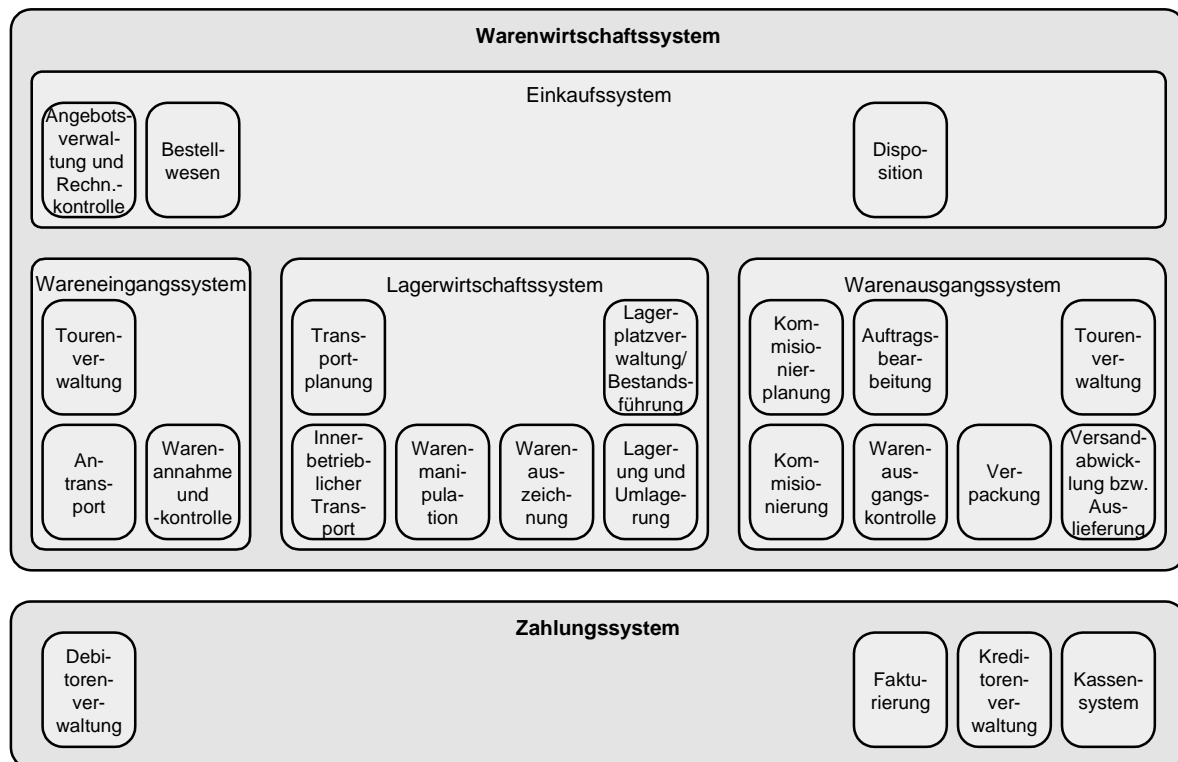 Warenwirtschaftssystem
Einkaufssystem
Angebots-
verwal-
tung und
Rechn.-
kontrolle
Bestell-
wesen
Dispo-
sition
Wareneingangssystem
Touren-
ver-
waltung
An-
trans-
port
Waren-
annahme
und
-kontrolle
Lagerwirtschaftssystem
Trans-
port-
planung
Lager-
platzver-
waltung/
Bestands-
führung
Inner-
betrieb-
licher
Trans-
port
Waren-
mani-
pula-
tion
Waren-
aus-
zeich-
nung
Lager-
ung und
Umlage-
rung
Warenausgangssystem
Kom-
misio-
nier-
planung
Auftrags-
bear-
beitung
Touren-
ver-
waltung
Kom-
misio-
nierung
Waren-
aus-
gangs-
kontrolle
Ver-
packung
Versand-
abwick-
lung bzw.
Aus-
lieferung
Zahlungssystem
Debi-
toren-
ver-
waltung
Faktu-
rierung
Kredi-
toren-
ver-
waltung
Kassen-
system